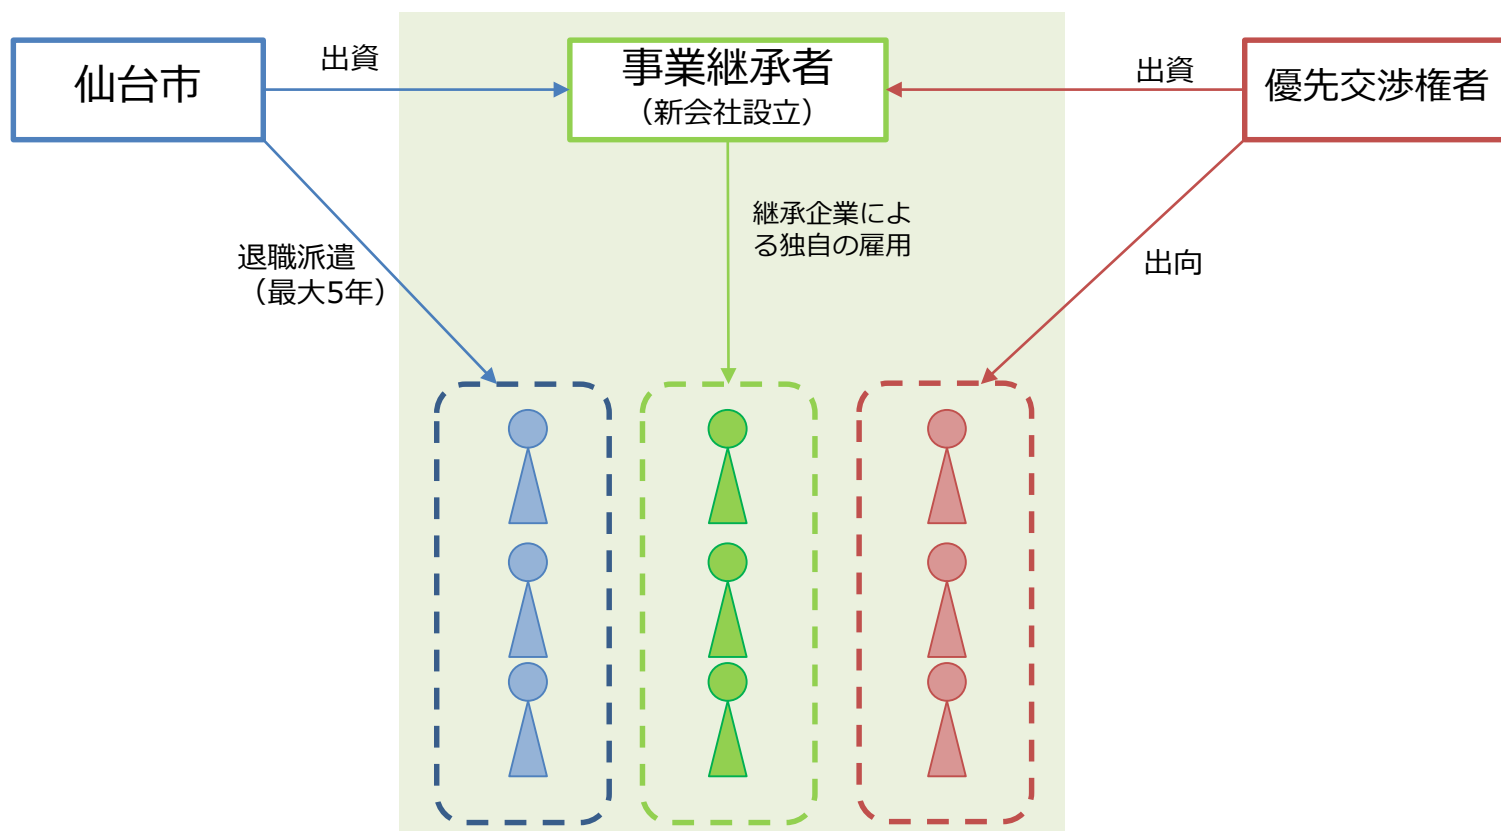 仙台市
出資
事業継承者
（新会社設立）
出資
優先交渉権者
継承企業によ
る独自の雇用
退職派遣
（最大5年）
出向